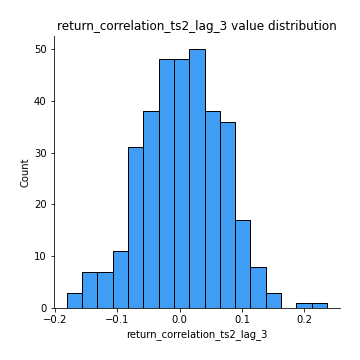 return_correlation_ts2_lag_3 value distribution
50
40
30
20
10
0
Count
−0.2 −0.1 0.0 0.1 0.2
return_correlation_ts2_lag_3